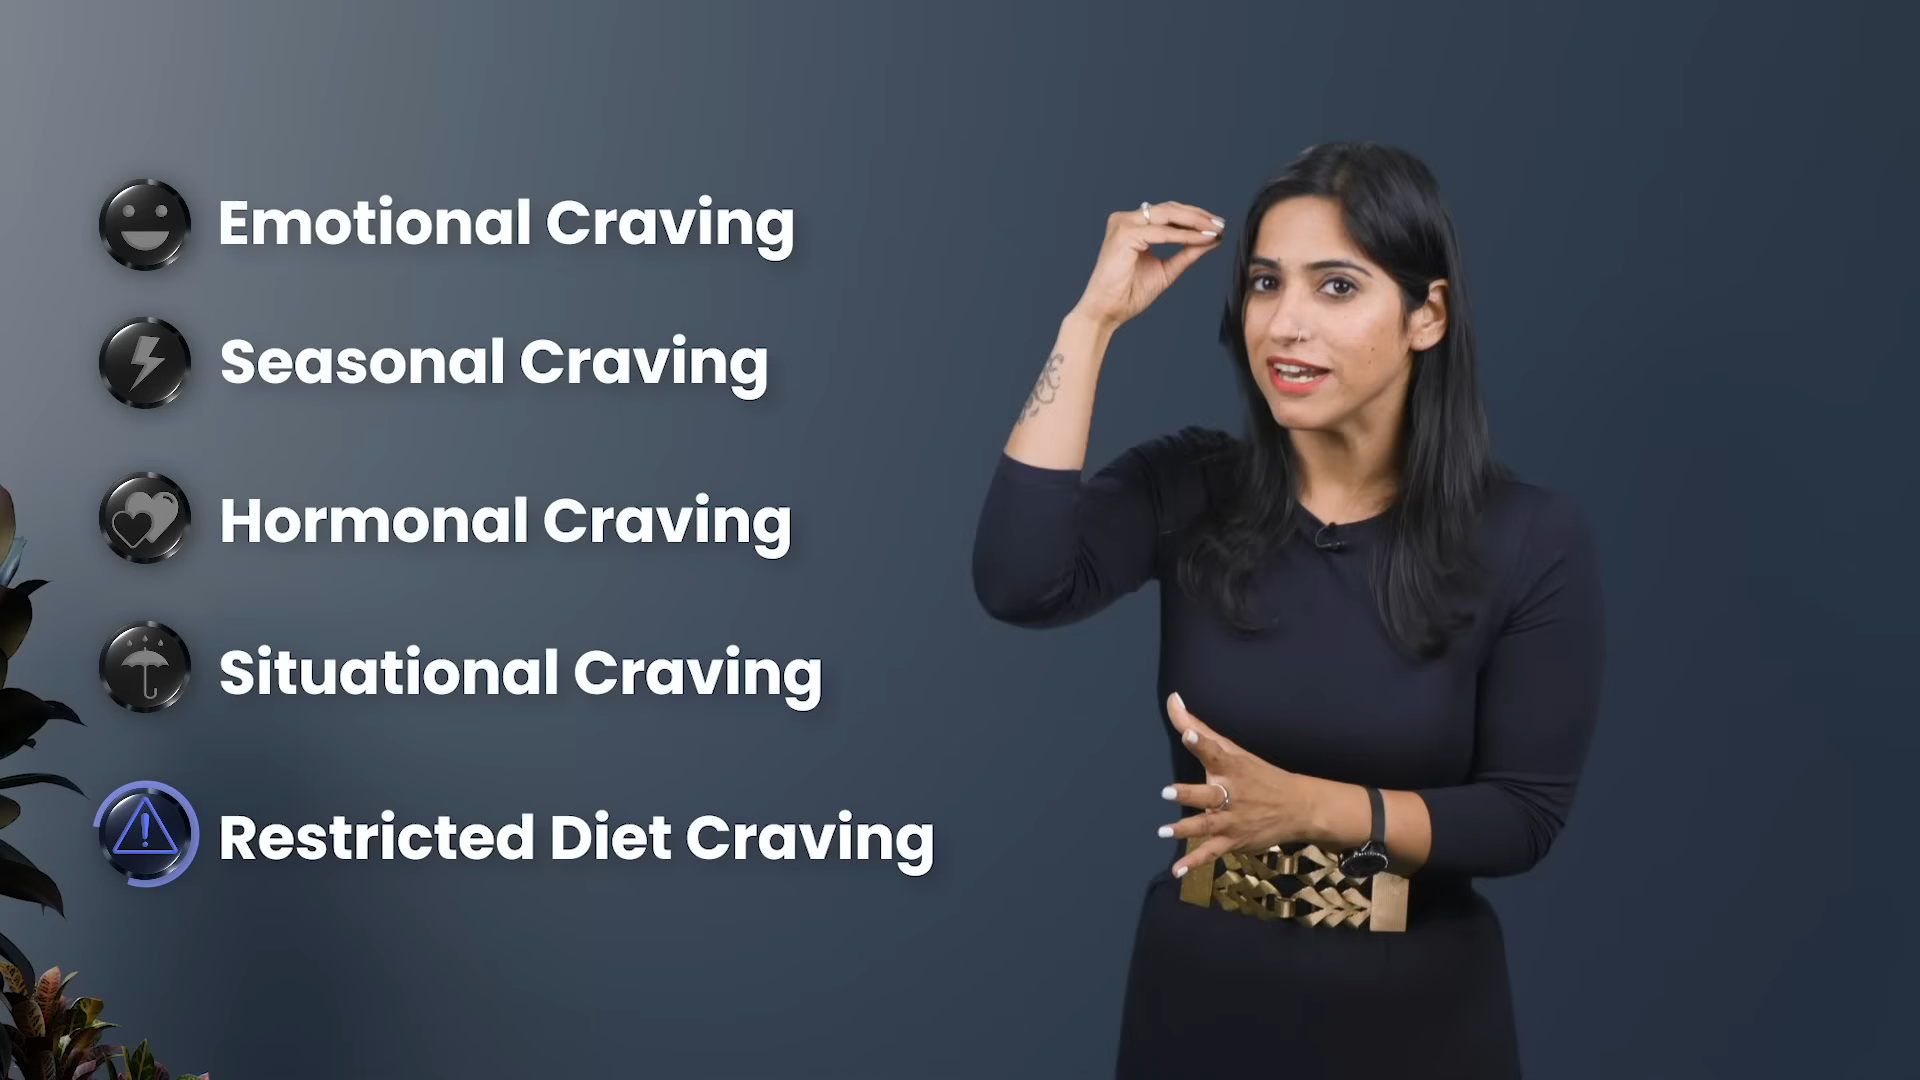 Emotional Craving
Seasonal Craving
Hormonal Craving
Situational Craving
Restricted Diet Craving